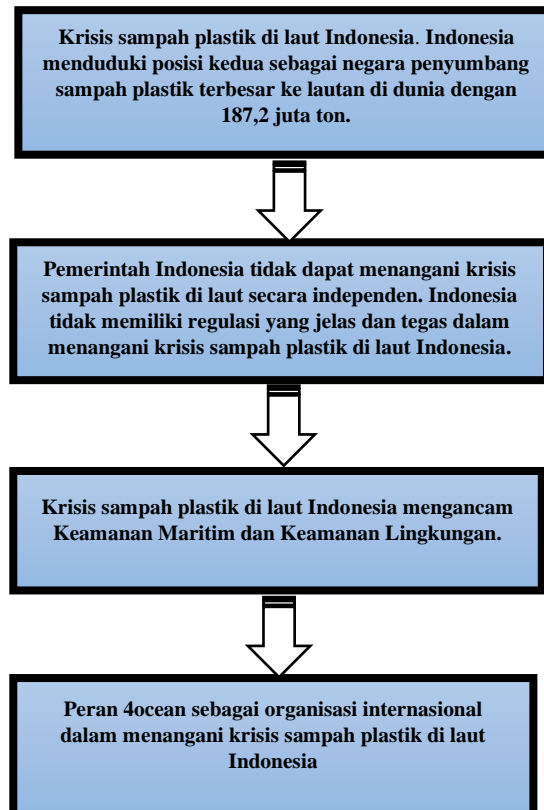 Krisis sampah plastik di laut Indonesia. Indonesia
menduduki posisi kedua sebagai negara penyumbang
sampah plastik terbesar ke lautan di dunia dengan
187,2 juta ton.
Pemerintah Indonesia tidak dapat menangani krisis
sampah plastik di laut secara independen. Indonesia
tidak memiliki regulasi yang jelas dan tegas dalam
menangani krisis sampah plastik di laut Indonesia.
Krisis sampah plastik di laut Indonesia mengancam
Keamanan Maritim dan Keamanan Lingkungan.
Peran 4ocean sebagai organisasi internasional
dalam menangani krisis sampah plastik di laut
Indonesia